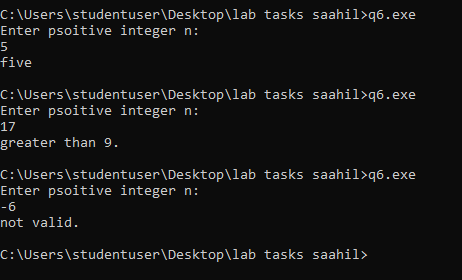 C:\Users\studentuser\Desktop\lab tasks saahil>q6.exe
Enter psoitive integer n:
5
five
C:\Users\studentuser\Desktop\lab tasks saahil>q6.exe
Enter psoitive integer n:
17
greater than 9.
C:\Users\studentuser\Desktop\lab tasks saahil>q6.exe
Enter psoitive integer n:
-6
not valid.
C:\Users\studentuser\Desktop\lab tasks saahil>